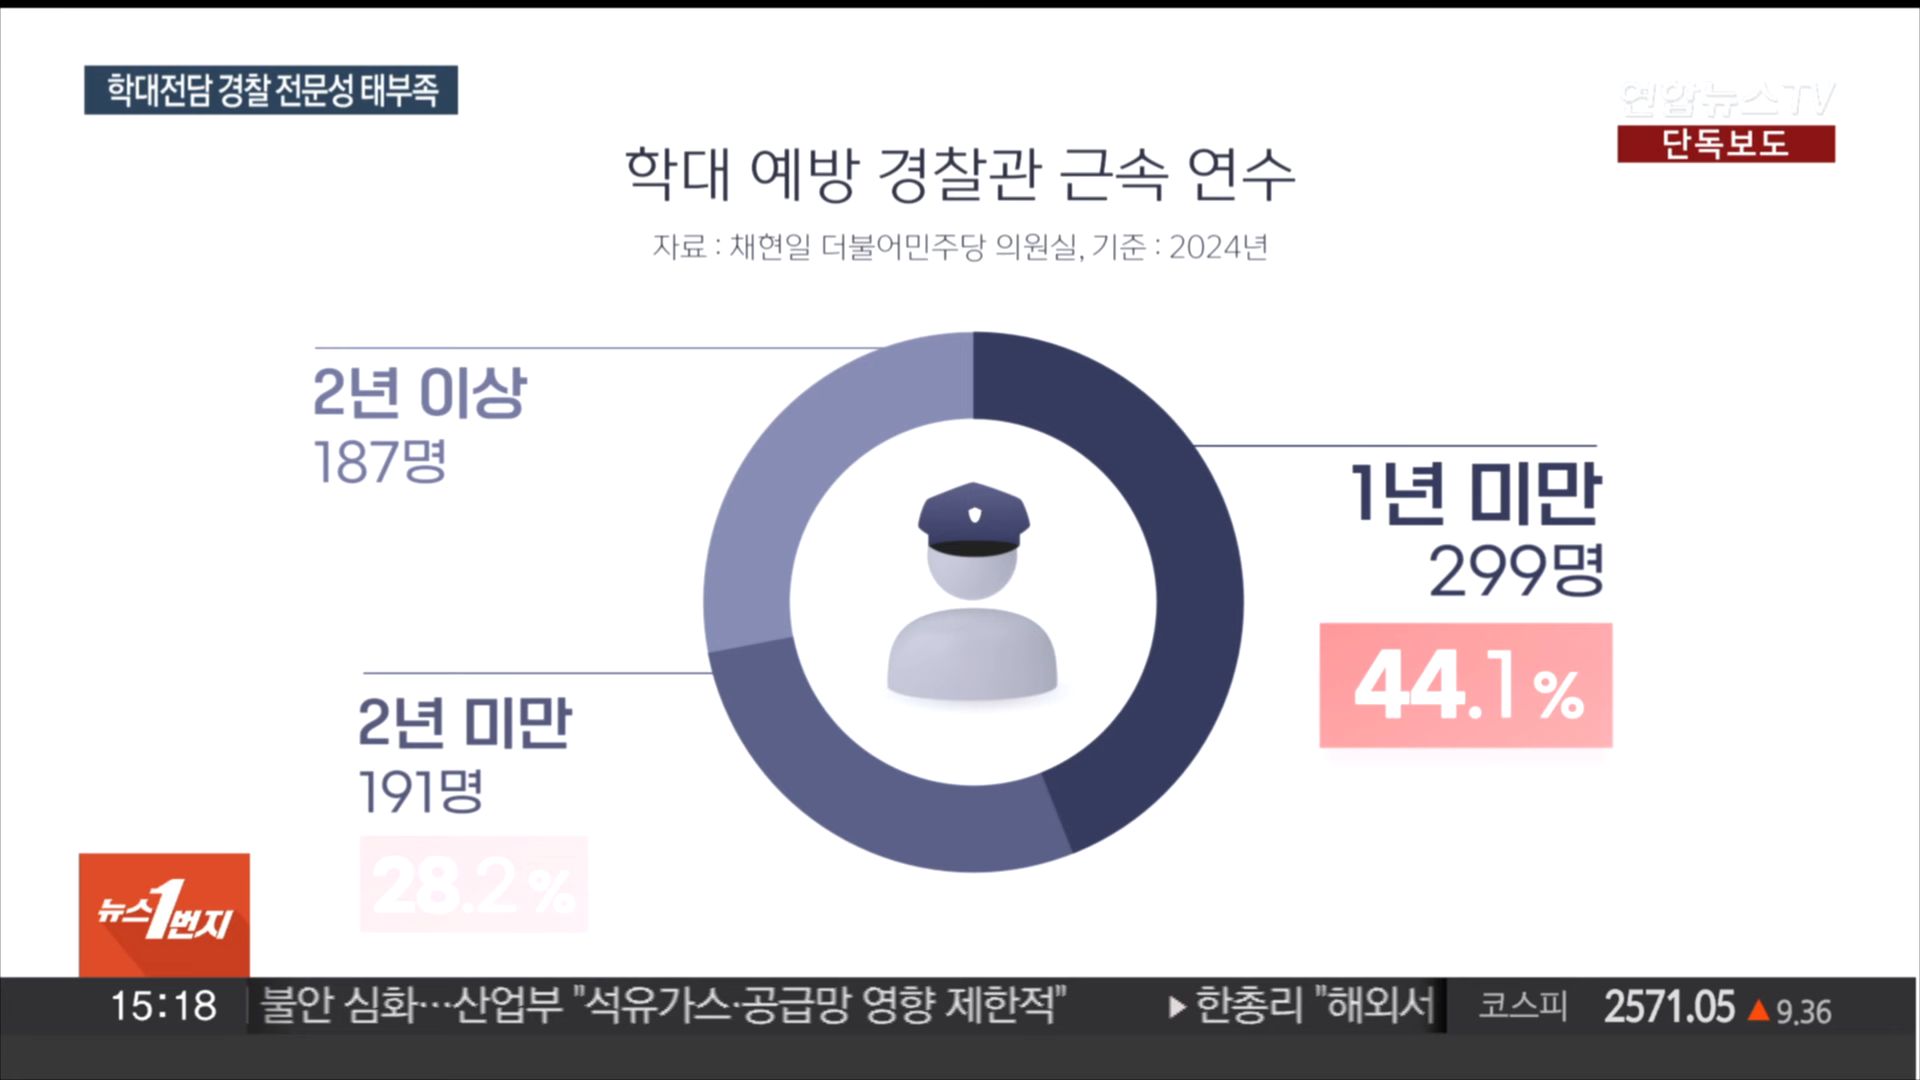 학대전담 경찰 전문성 태부족
연합뉴스TV
단독보도
학대 예방 경찰관 근속 연수
자료 : 채현일 더불어민주당 의원실, 기준 : 2024년
2년 이상
187명
1년 미만
299명
44.1%
2년 미만
191명
28.2%
뉴스1번지
15:18
불안 심화…산업부 "석유가스·공급망 영향 제한적"
▶한총리 "해외서
코스피 2571.05 ▲9.36